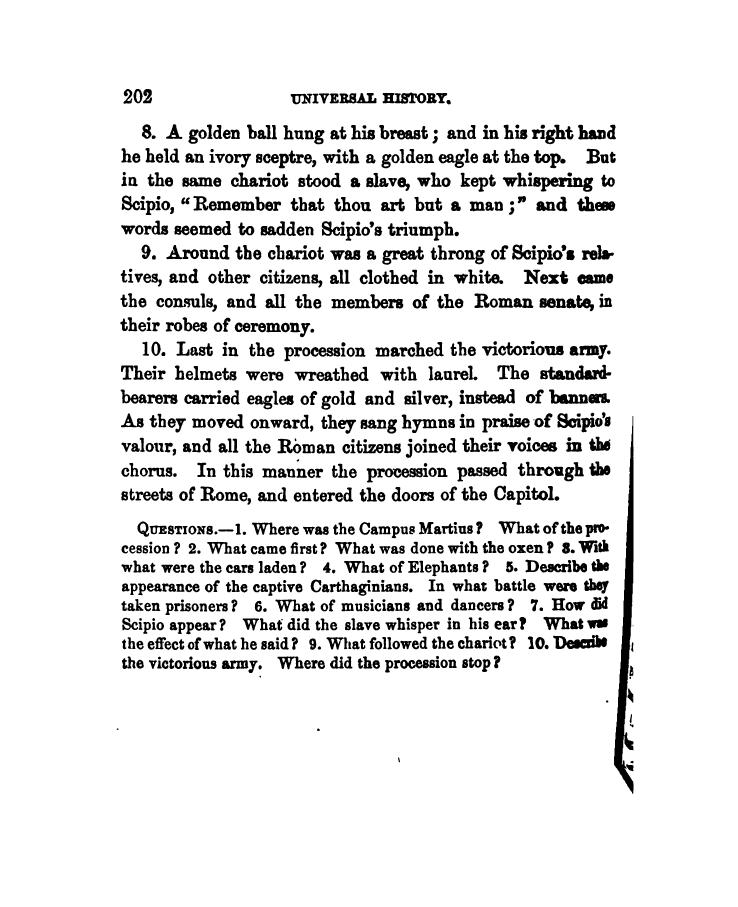 202 UNIVERSAL HISTORY.
8. A golden ball hung at his breast; and in his right hand
he held an ivory sceptre, with a golden eagle at the top. But
in the same chariot stood a slave, who kept whispering to
Scipio, “Remember that thou art but a man;” and these
words seemed to sadden Scipio's triumph.
9. Around the chariot was a great throng of Scipio's rela-
tives, and other citizens, all clothed in white. Next came
the consuls, and all the members of the Roman senate, in
their robes of ceremony.
10. Last in the procession marched the victorious army.
Their helmets were wreathed with laurel. The standard-
bearers carried eagles of gold and silver, instead of banners.
As they moved onward, they sang hymns in praise of Scipio's
valour, and all the Roman citizens joined their voices in the
chorus. In this manner the procession passed through the
streets of Rome, and entered the doors of the Capitol.
QUESTIONS.—1. Where was the Campus Martius? What of the pro-
cession? 2. What came first? What was done with the oxen? 3. With
what were the cars laden? 4. What of Elephants? 5. Describe the
appearance of the captive Carthaginians. In what battle were they
taken prisoners? 6. What of musicians and dancers? 7. How did
Scipio appear? What did the slave whisper in his ear? What was
the effect of what he said? 9. What followed the chariot? 10. Describe
the victorious army. Where did the procession stop?